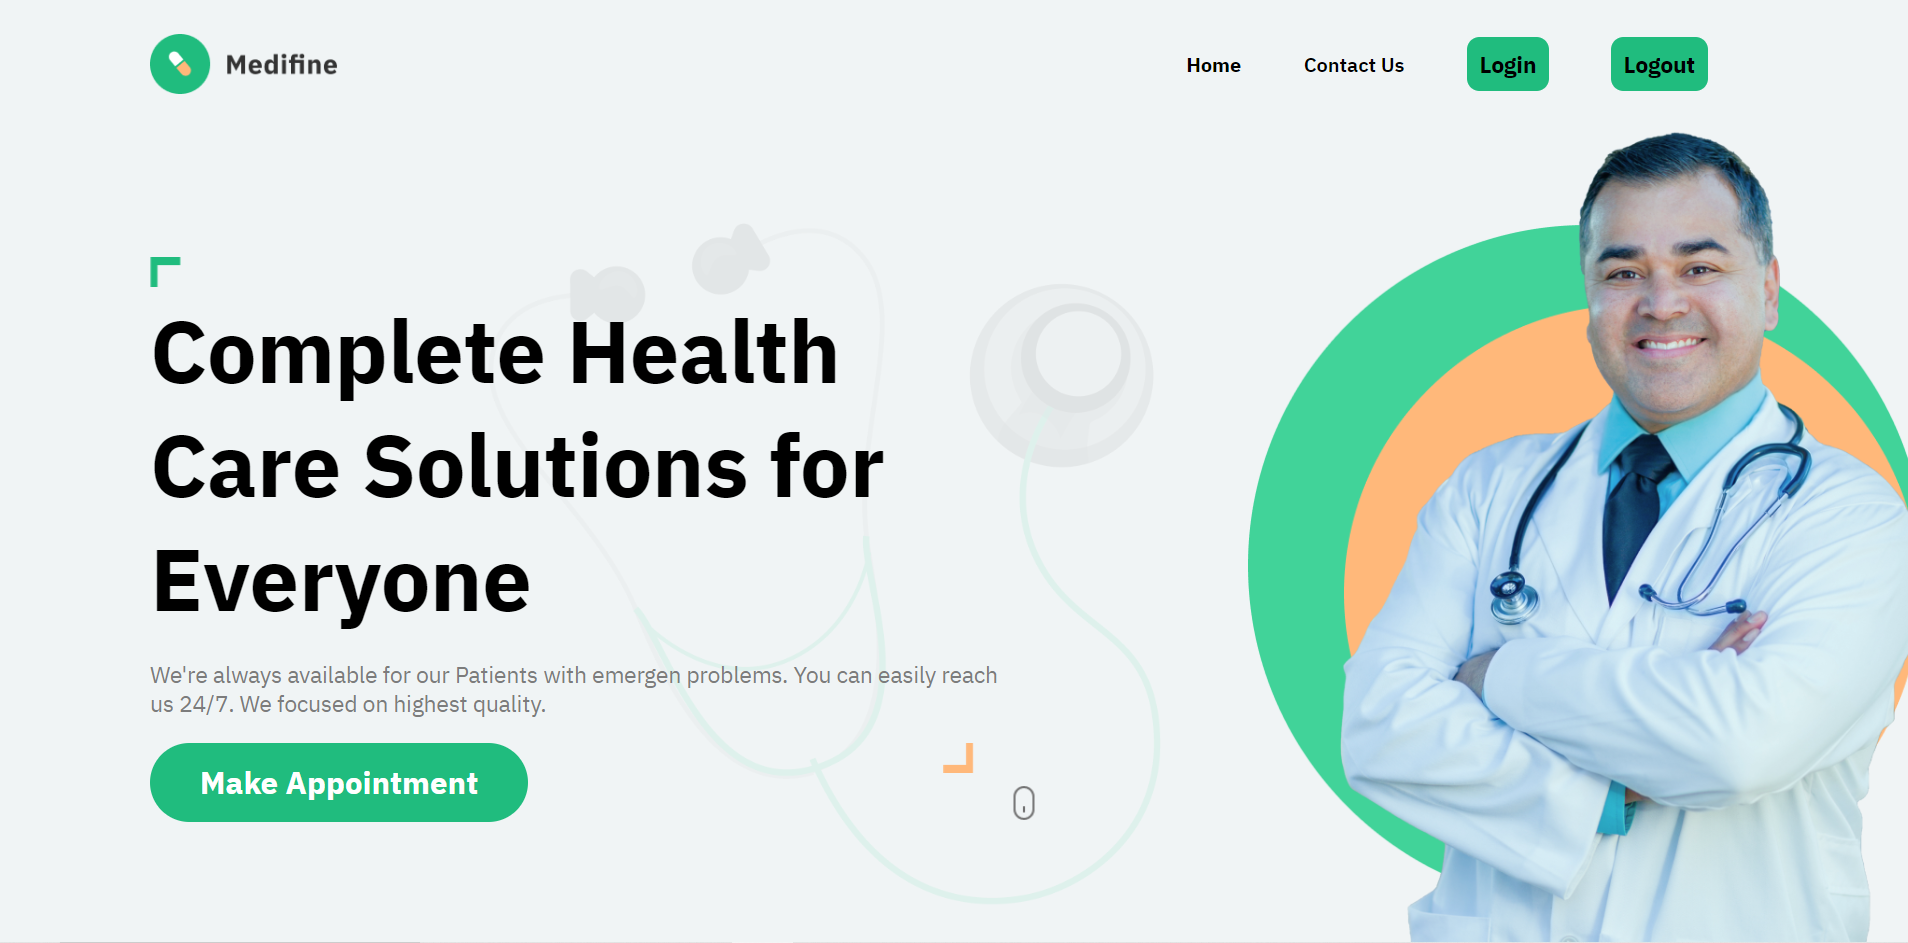 Medifine
Home
Contact Us
Login
Logout
Complete Health
Care Solutions for
Everyone
We're always available for our Patients with emergen problems. You can easily reach
us 24/7. We focused on highest quality.
Make Appointment